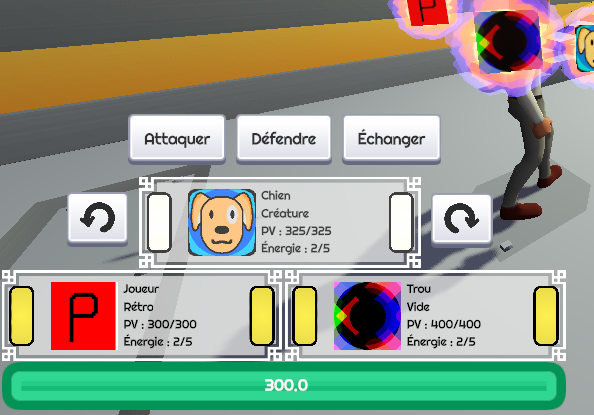 P
Attaquer
Défendre
Échanger
Chien
Créature
PV : 325/325
Énergie : 2/5
P
Joueur
Rétro
PV : 300/300
Énergie : 2/5
Trou
Vide
PV : 400/400
Énergie : 2/5
300.0